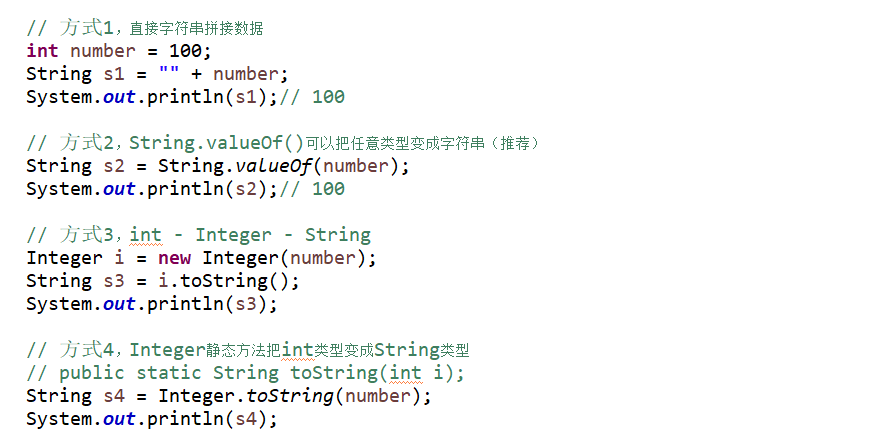 // 方式1，直接字符串拼接数据
int number = 100;
String s1 = "" + number;
System.out.println(s1);// 100
// 方式2，String.valueOf()可以把任意类型变成字符串（推荐）
String s2 = String.valueOf(number);
System.out.println(s2);// 100
// 方式3，int - Integer - String
Integer i = new Integer(number);
String s3 = i.toString();
System.out.println(s3);
// 方式4，Integer静态方法把int类型变成String类型
// public static String toString(int i);
String s4 = Integer.toString(number);
System.out.println(s4);